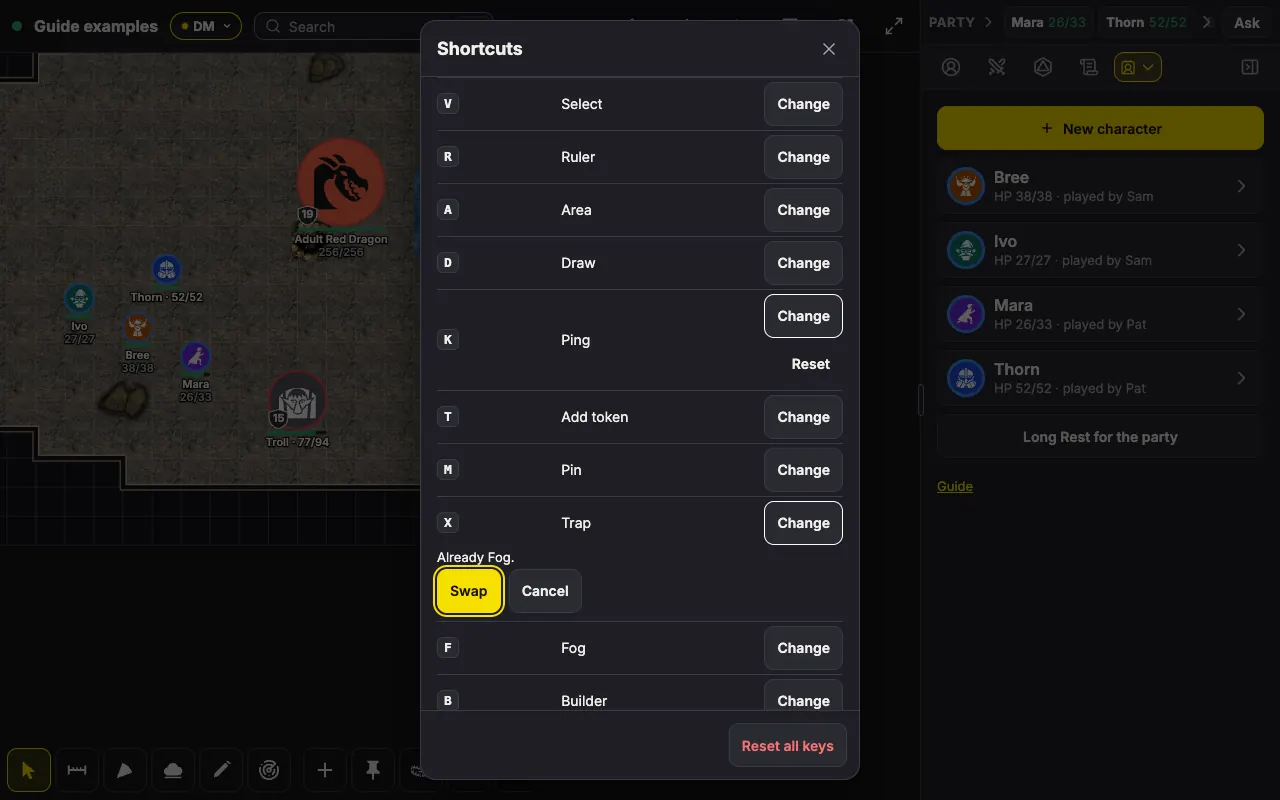 Guide examples
DM
Search
Shortcuts
PARTY
Mara 26/33
Thorn 52/52
Ask
V Select Change
R Ruler Change
A Area Change
D Draw Change
K Ping Change
Reset
T Add token Change
M Pin Change
X Trap Change
Already Fog.
Swap Cancel
F Fog Change
B Builder Change
Reset all keys
19
Adult Red Dragon
256/256
Thorn · 52/52
Ivo
27/27
Bree
38/38
Mara
26/33
15
Troll · 77/94
+ New character
Bree
HP 38/38 · played by Sam
Ivo
HP 27/27 · played by Sam
Mara
HP 26/33 · played by Pat
Thorn
HP 52/52 · played by Pat
Long Rest for the party
Guide